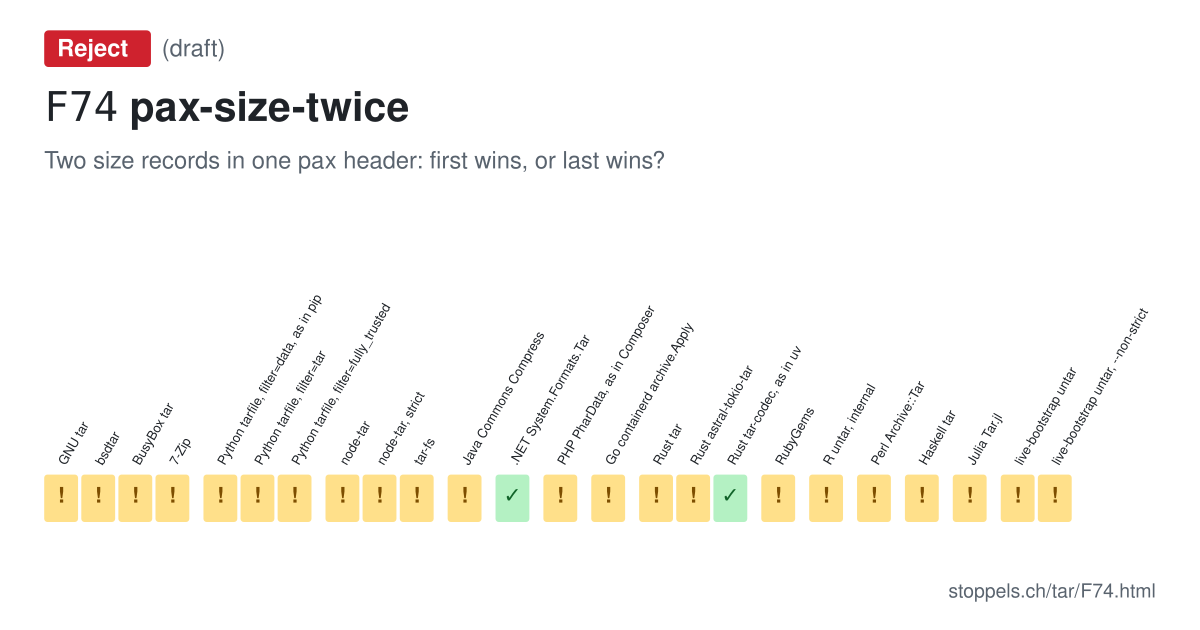 Reject (draft)
F74 pax-size-twice
Two size records in one pax header: first wins, or last wins?
GNU tar
bsdtar
BusyBox tar
7-Zip
Python tarfile, filter=data, as in pip
Python tarfile, filter=tar
Python tarfile, filter=fully_trusted
node-tar
node-tar, strict
tar-fs
Java Commons Compress
.NET System.Formats.Tar
PHP PharData, as in Composer
Go containerd archive.Apply
Rust tar
Rust astral-tokio-tar
Rust tar-codec, as in uv
RubyGems
R untar, internal
Perl Archive::Tar
Haskell tar
Julia Tar.jl
live-bootstrap untar
live-bootstrap untar, --non-strict
! ! ! ! ! ! ! ! ! ! ! ✓ ! ! ! ! ✓ ! ! ! ! ! ! !
stoppels.ch/tar/F74.html